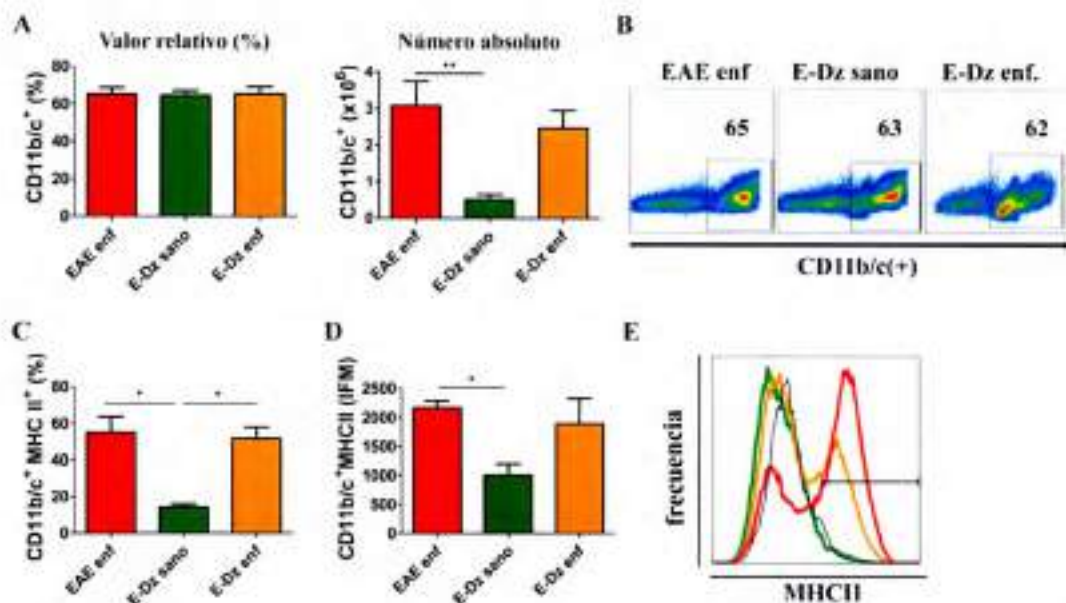 A
Valor relativo (%)
CD11b/c⁺ (%)
80
60
40
20
0
EAE enf
E-Dz sano
E-Dz enf
Número absoluto
CD11b/c⁺ (x10⁶)
4
3
2
1
0
**
EAE enf
E-Dz sano
E-Dz enf
B
EAE enf
E-Dz sano
E-Dz enf.
65
63
62
CD11b/c(+)
C
CD11b/c⁺ MHC II⁺ (%)
80
60
40
20
0
*
*
EAE enf
E-Dz sano
E-Dz enf
D
CD11b/c⁺MHCII (IFM)
2500
2000
1500
1000
500
0
*
EAE enf
E-Dz sano
E-Dz enf
E
frecuencia
MHCII